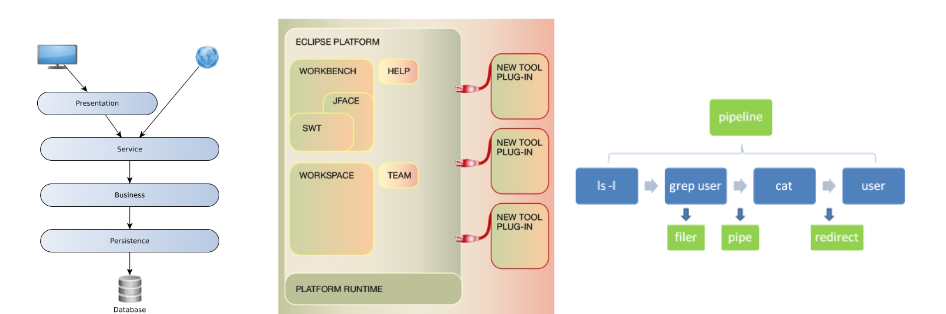 Presentation
Service
Business
Persistence
Database
ECLIPSE PLATFORM
WORKBENCH
HELP
JFACE
SWT
WORKSPACE
TEAM
PLATFORM RUNTIME
NEW TOOL
PLUG-IN
NEW TOOL
PLUG-IN
NEW TOOL
PLUG-IN
pipeline
ls -l
grep user
cat
user
filer
pipe
redirect